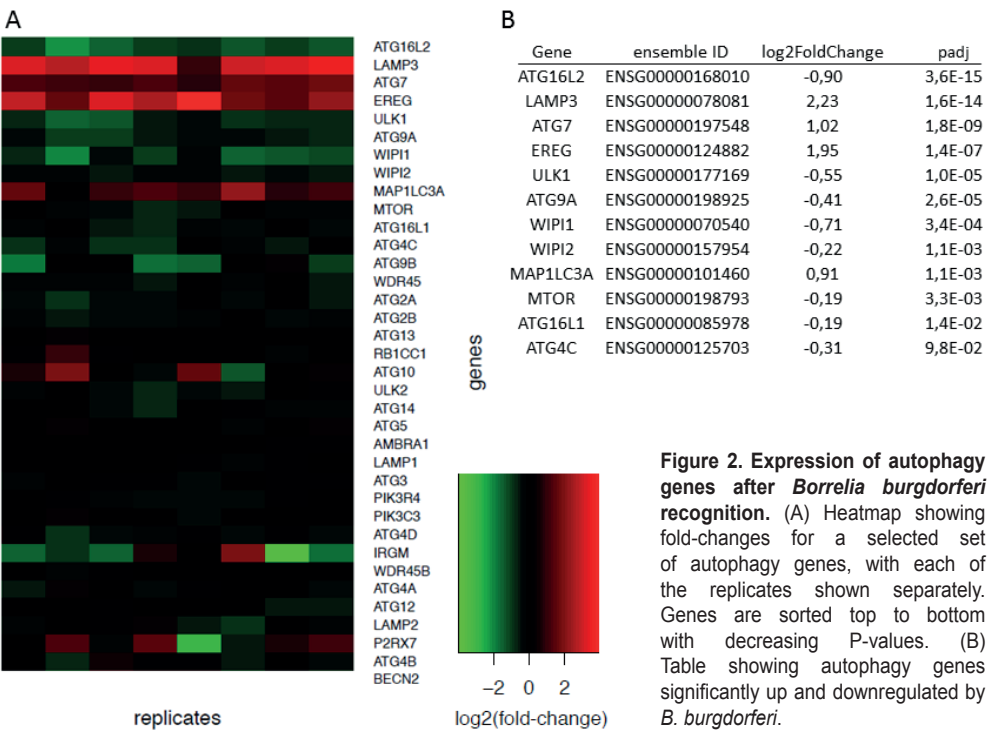 A
ATG16L2
LAMP3
ATG7
EREG
ULK1
ATG9A
WIPI1
WIPI2
MAP1LC3A
MTOR
ATG16L1
ATG4C
ATG9B
WDR45
ATG2A
ATG2B
ATG13
RB1CC1
ATG10
ULK2
ATG14
ATG5
AMBRA1
LAMP1
ATG3
PIK3R4
PIK3C3
ATG4D
IRGM
WDR45B
ATG4A
ATG12
LAMP2
P2RX7
ATG4B
BECN2
genes
replicates
−2 0 2
log2(fold-change)
B
Gene ensemble ID log2FoldChange padj
ATG16L2 ENSG00000168010 -0,90 3,6E-15
LAMP3 ENSG00000078081 2,23 1,6E-14
ATG7 ENSG00000197548 1,02 1,8E-09
EREG ENSG00000124882 1,95 1,4E-07
ULK1 ENSG00000177169 -0,55 1,0E-05
ATG9A ENSG00000198925 -0,41 2,6E-05
WIPI1 ENSG00000070540 -0,71 3,4E-04
WIPI2 ENSG00000157954 -0,22 1,1E-03
MAP1LC3A ENSG00000101460 0,91 1,1E-03
MTOR ENSG00000198793 -0,19 3,3E-03
ATG16L1 ENSG00000085978 -0,19 1,4E-02
ATG4C ENSG00000125703 -0,31 9,8E-02
Figure 2. Expression of autophagy
genes after Borrelia burgdorferi
recognition. (A) Heatmap showing
fold-changes for a selected set
of autophagy genes, with each of
the replicates shown separately.
Genes are sorted top to bottom
with decreasing P-values. (B)
Table showing autophagy genes
significantly up and downregulated by
B. burgdorferi.